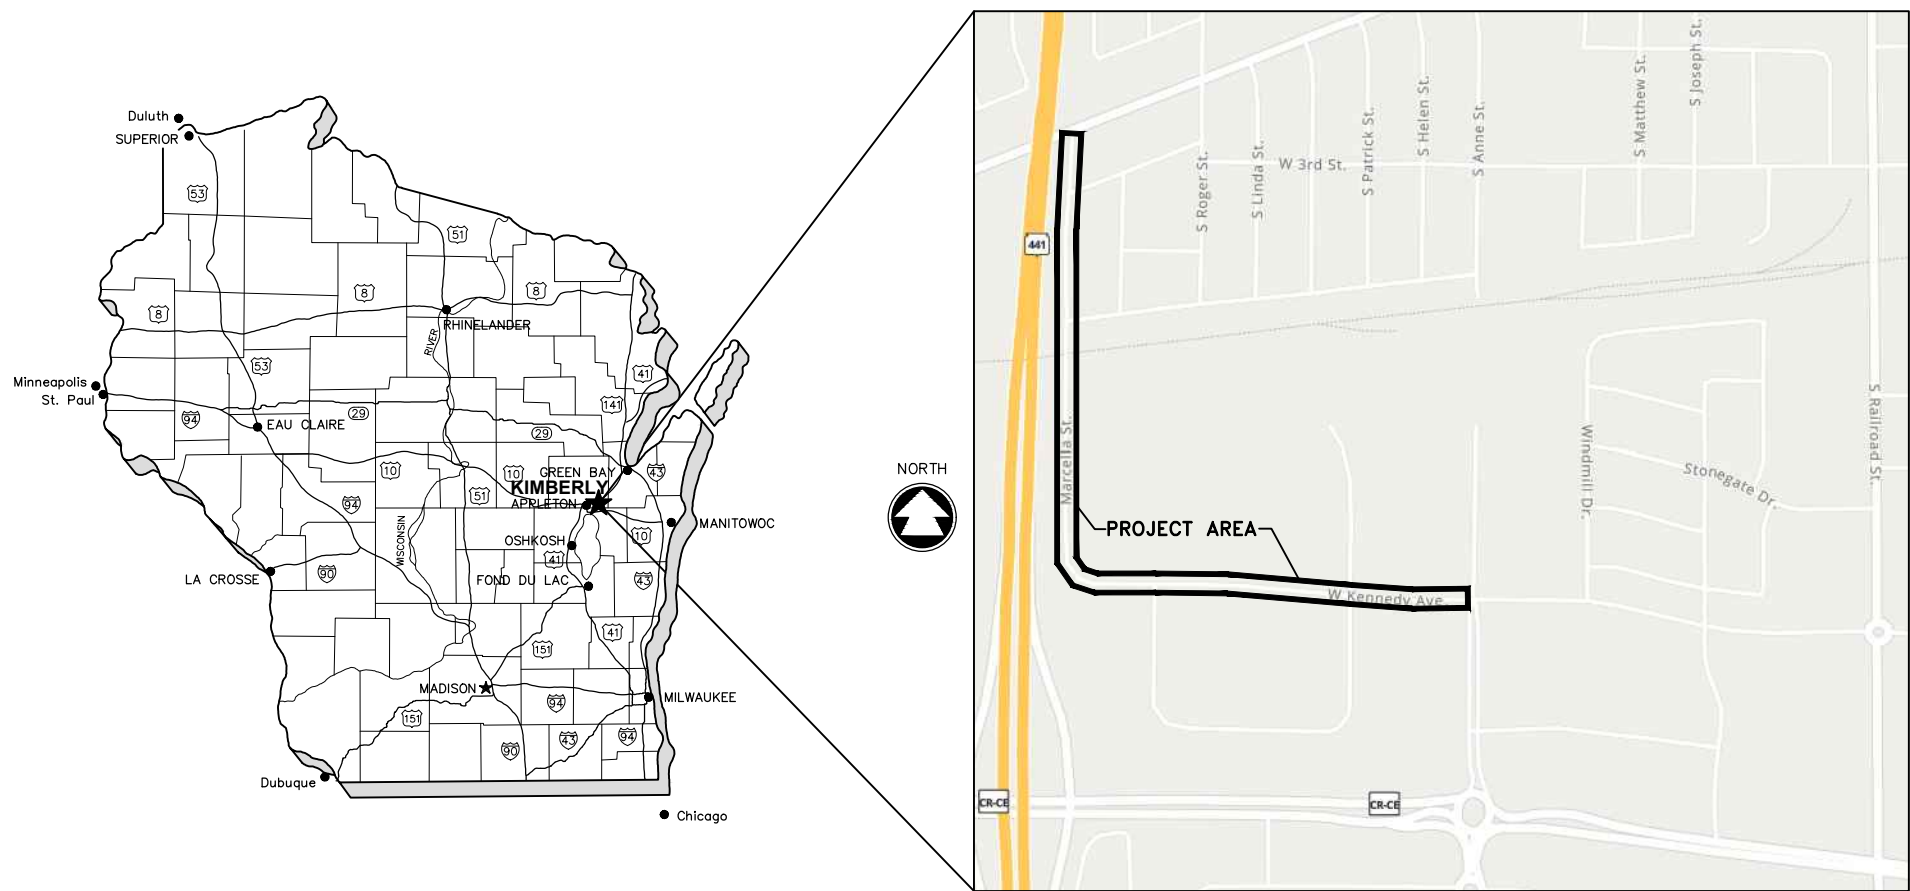 Duluth
SUPERIOR
53
51
8
8
8
RHINELANDER
RIVER
53
41
Minneapolis
St. Paul
141
94
29
EAU CLAIRE
29
10
10
GREEN BAY
43
KIMBERLY
51
94
APPLETON
MANITOWOC
WISCONSIN
OSHKOSH
10
41
LA CROSSE
90
FOND DU LAC
43
41
151
MADISON
MILWAUKEE
94
151
43
94
90
Dubuque
Chicago
NORTH
S Joseph St.
S Matthew St.
S Helen St.
S Anne St.
S Patrick St.
S Linda St.
S Roger St.
W 3rd St.
441
Marcella St.
S Railroad St.
Windmill Dr.
Stonegate Dr.
PROJECT AREA
W Kennedy Ave
CR-CE
CR-CE